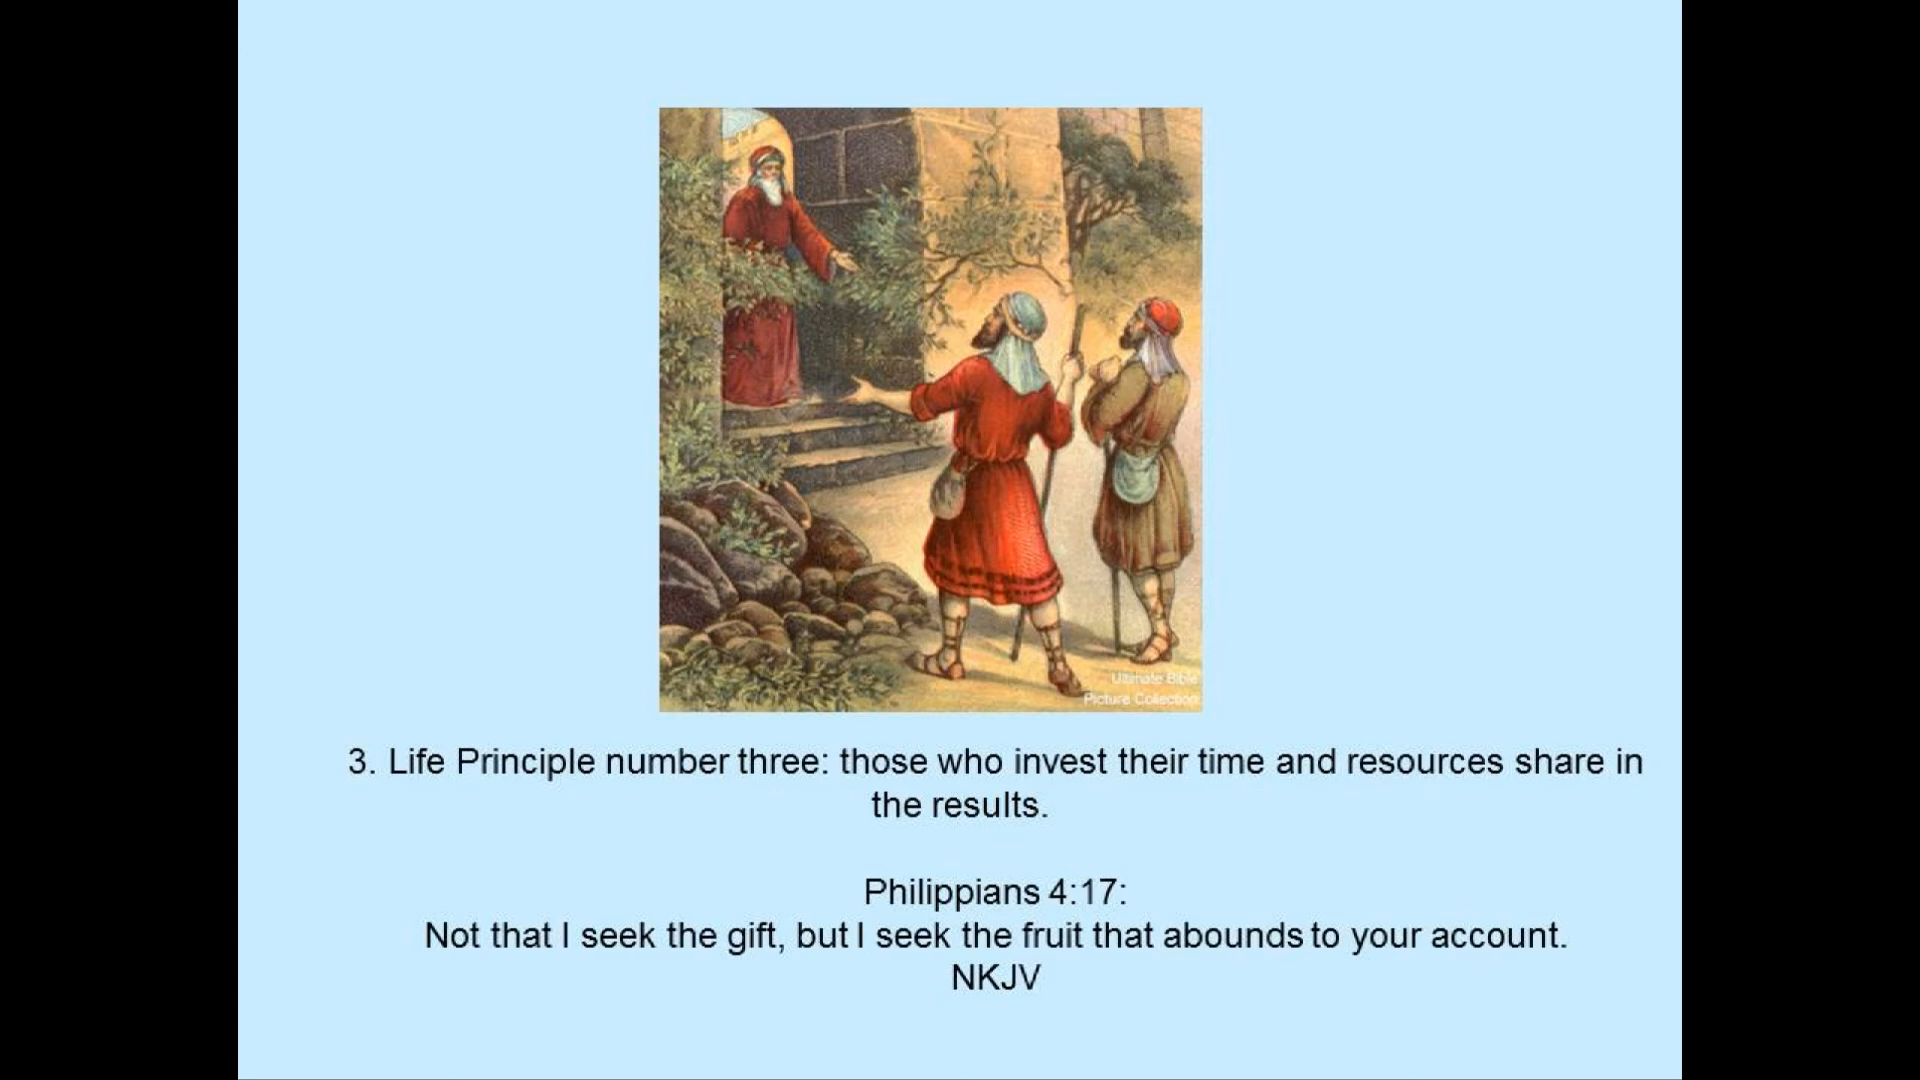 Ultimate Bible
Picture Collection
3. Life Principle number three: those who invest their time and resources share in
the results.
Philippians 4:17:
Not that I seek the gift, but I seek the fruit that abounds to your account.
NKJV